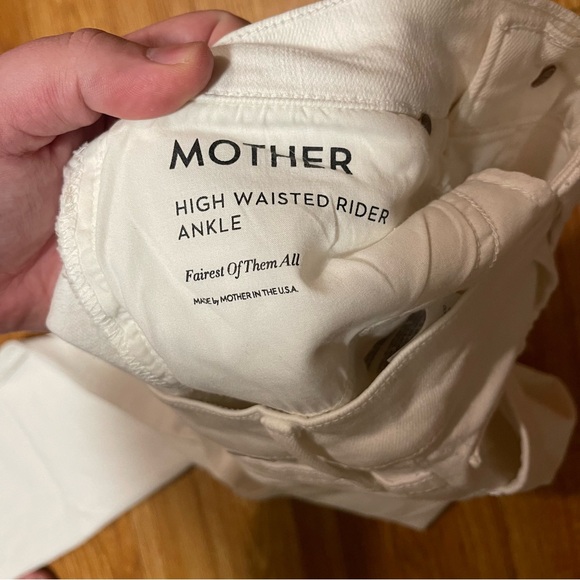 MOTHER
HIGH WAISTED RIDER
ANKLE
Fairest Of Them All
MADE by MOTHER IN THE U.S.A.